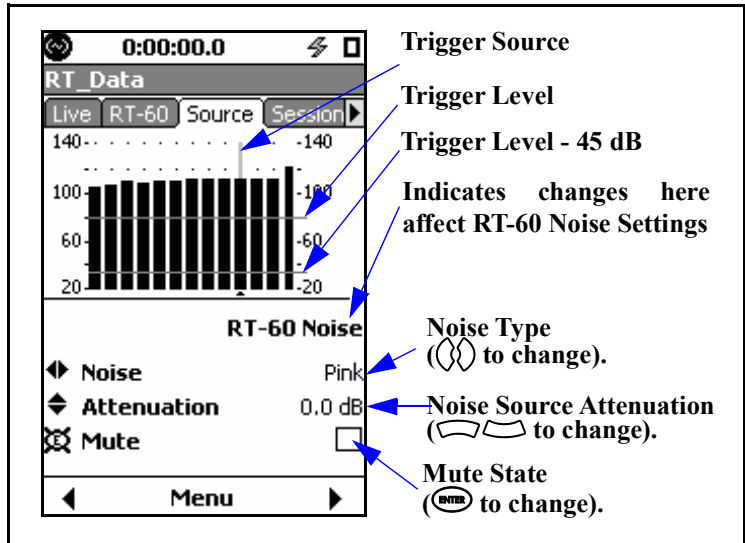 0:00:00.0
RT_Data
Live RT-60 Source Session
140 -140
100 -100
60 -60
20 -20
RT-60 Noise
Noise Pink
Attenuation 0.0 dB
E Mute
Menu
Trigger Source
Trigger Level
Trigger Level - 45 dB
Indicates changes here
affect RT-60 Noise Settings
Noise Type
( to change).
Noise Source Attenuation
( to change).
Mute State
(ENTER to change).